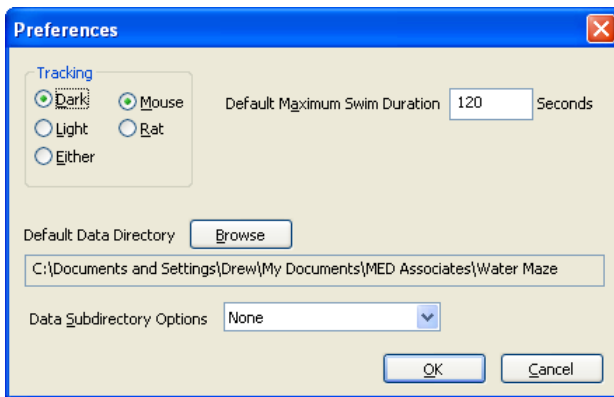 Preferences
Tracking
Dark Mouse
Light Rat
Either
Default Maximum Swim Duration 120 Seconds
Default Data Directory Browse
C:\Documents and Settings\Drew\My Documents\MED Associates\Water Maze
Data Subdirectory Options None
OK Cancel